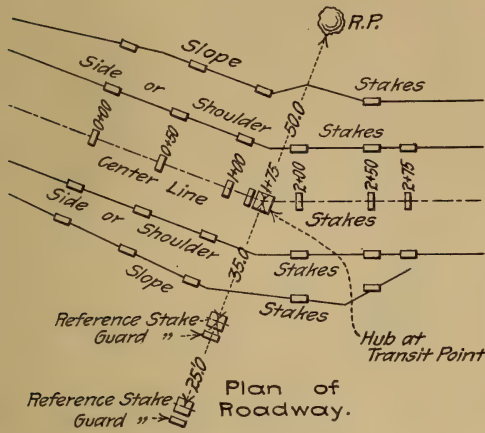 R.P.
Slope
Stakes
Side or Shoulder
Stakes
50.0
0+00
0+50
1+00
1+75
2+00
2+50
2+75
Center Line
Stakes
Side or Shoulder
Stakes
35.0
Slope
Stakes
Hub at
Transit Point
Reference Stake
Guard "
25.0
Reference Stake
Guard "
Plan of
Roadway.